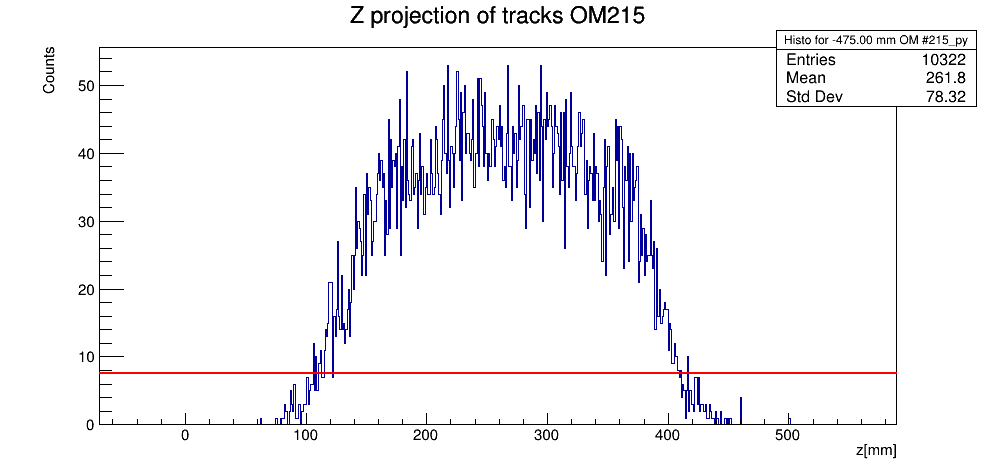 Z projection of tracks OM215
Histo for -475.00 mm OM #215_py
Entries 10322
Mean 261.8
Std Dev 78.32
Counts
50
40
30
20
10
0
0 100 200 300 400 500
z[mm]